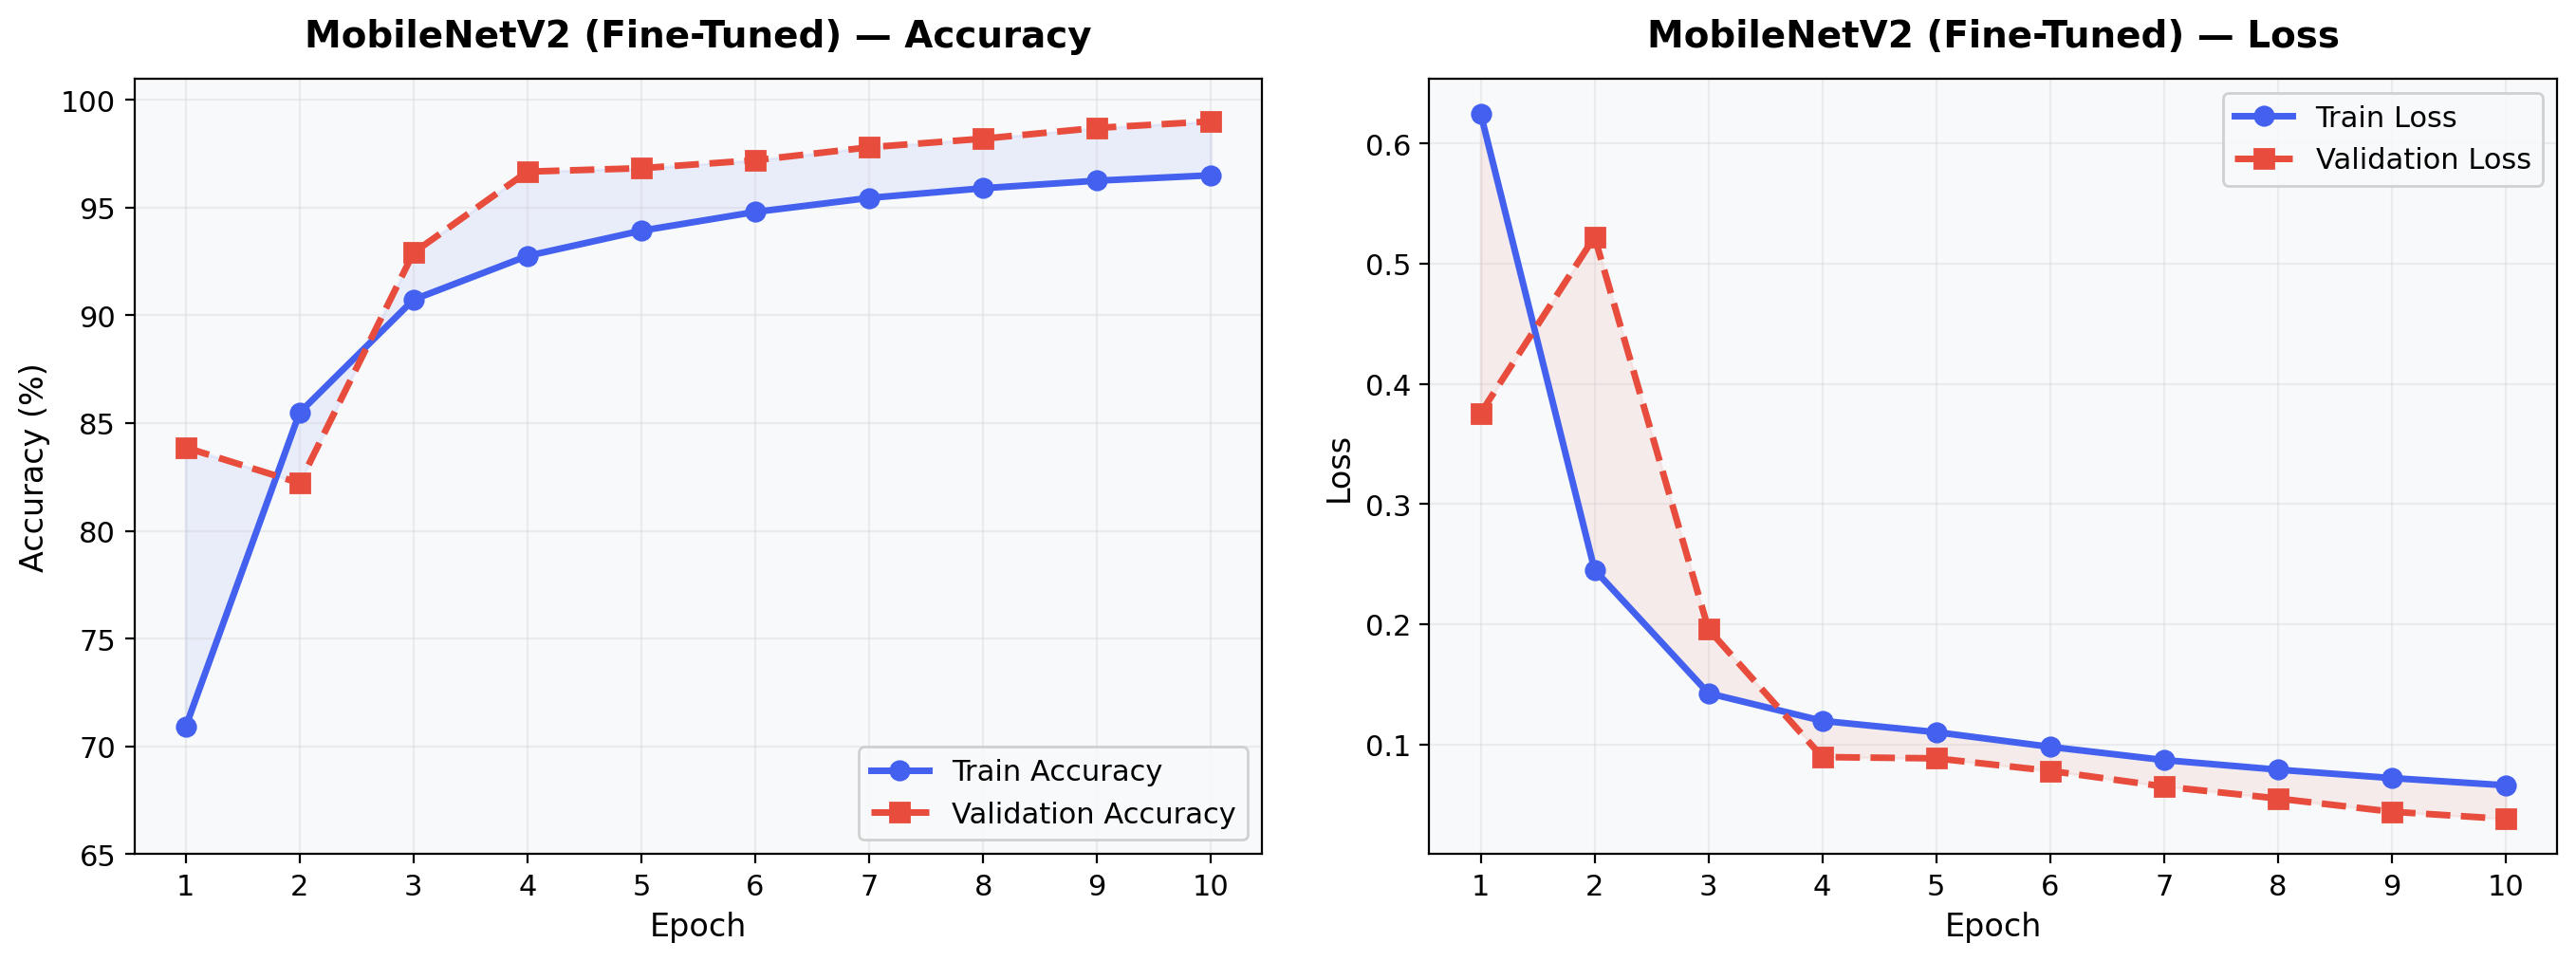 MobileNetV2 (Fine-Tuned) — Accuracy
100
95
90
85
80
75
70
65
Accuracy (%)
Train Accuracy
Validation Accuracy
1 2 3 4 5 6 7 8 9 10
Epoch
MobileNetV2 (Fine-Tuned) — Loss
Train Loss
Validation Loss
0.6
0.5
0.4
0.3
0.2
0.1
Loss
1 2 3 4 5 6 7 8 9 10
Epoch